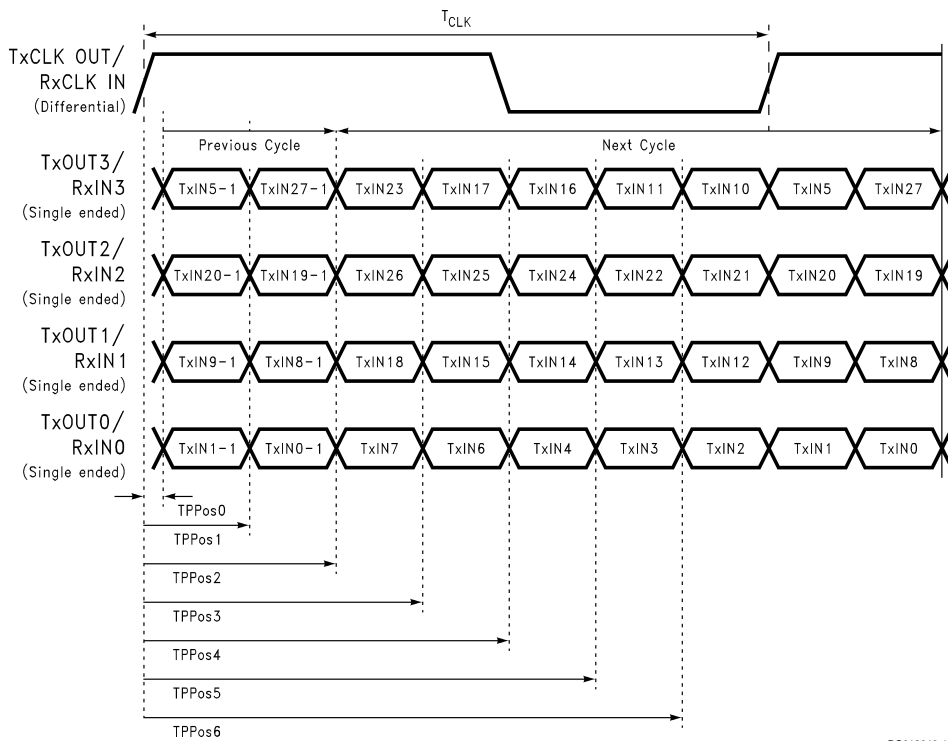 TCLK
TxCLK OUT/
RxCLK IN
(Differential)
Previous Cycle
Next Cycle
TxOUT3/
RxIN3
(Single ended)
TxIN5-1 TxIN27-1 TxIN23 TxIN17 TxIN16 TxIN11 TxIN10 TxIN5 TxIN27
TxOUT2/
RxIN2
(Single ended)
TxIN20-1 TxIN19-1 TxIN26 TxIN25 TxIN24 TxIN22 TxIN21 TxIN20 TxIN19
TxOUT1/
RxIN1
(Single ended)
TxIN9-1 TxIN8-1 TxIN18 TxIN15 TxIN14 TxIN13 TxIN12 TxIN9 TxIN8
TxOUT0/
RxIN0
(Single ended)
TxIN1-1 TxIN0-1 TxIN7 TxIN6 TxIN4 TxIN3 TxIN2 TxIN1 TxIN0
TPPos0
TPPos1
TPPos2
TPPos3
TPPos4
TPPos5
TPPos6